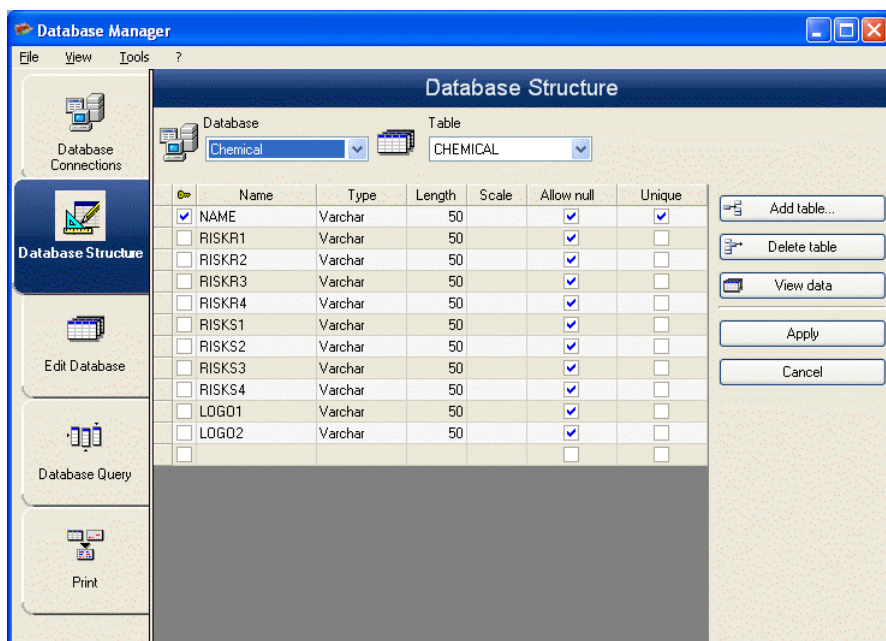 Database Manager
File View Tools ?
Database Structure
Database
Connections
Database Structure
Edit Database
Database Query
Print
Database Table
Chemical CHEMICAL
Name Type Length Scale Allow null Unique
NAME Varchar 50
RISKR1 Varchar 50
RISKR2 Varchar 50
RISKR3 Varchar 50
RISKR4 Varchar 50
RISKS1 Varchar 50
RISKS2 Varchar 50
RISKS3 Varchar 50
RISKS4 Varchar 50
LOGO1 Varchar 50
LOGO2 Varchar 50
Add table...
Delete table
View data
Apply
Cancel